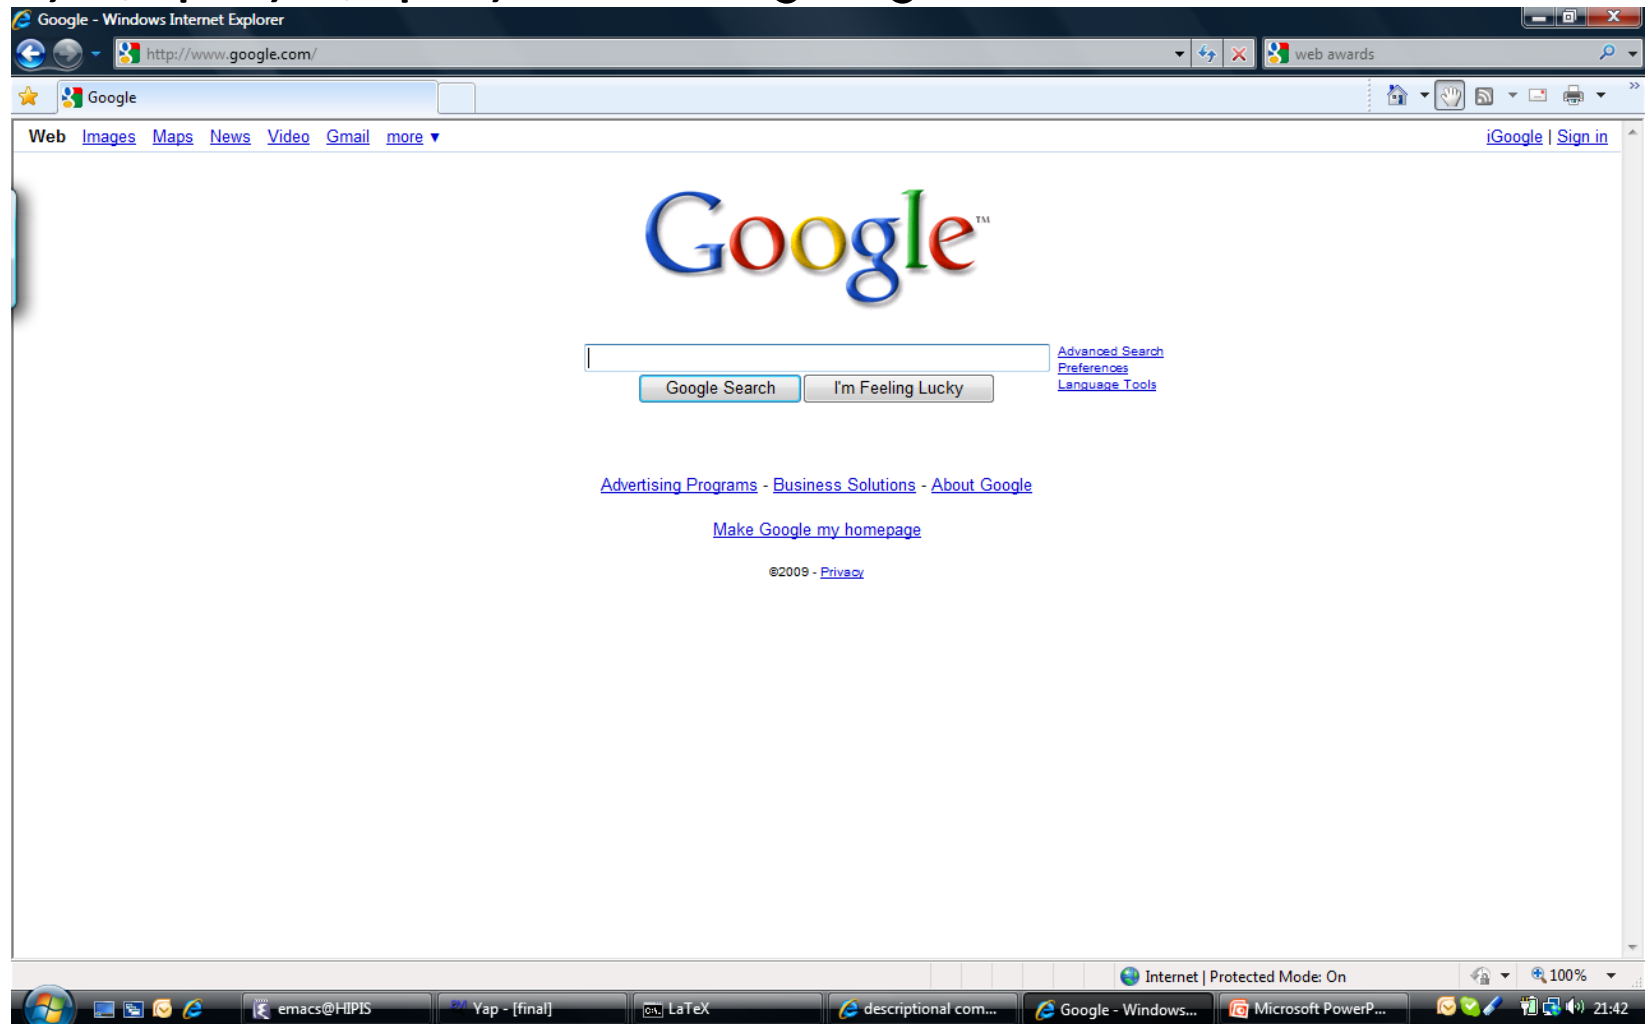 Google - Windows Internet Explorer
http://www.google.com/
web awards
Google
Web Images Maps News Video Gmail more ▼
iGoogle | Sign in
Google™
Advanced Search
Preferences
Google Search I'm Feeling Lucky
Language Tools
Advertising Programs - Business Solutions - About Google
Make Google my homepage
©2009 - Privacy
Internet | Protected Mode: On
100%
emacs@HIPIS Yap - [final] LaTeX descriptional com... Google - Windows... Microsoft PowerP... 21:42